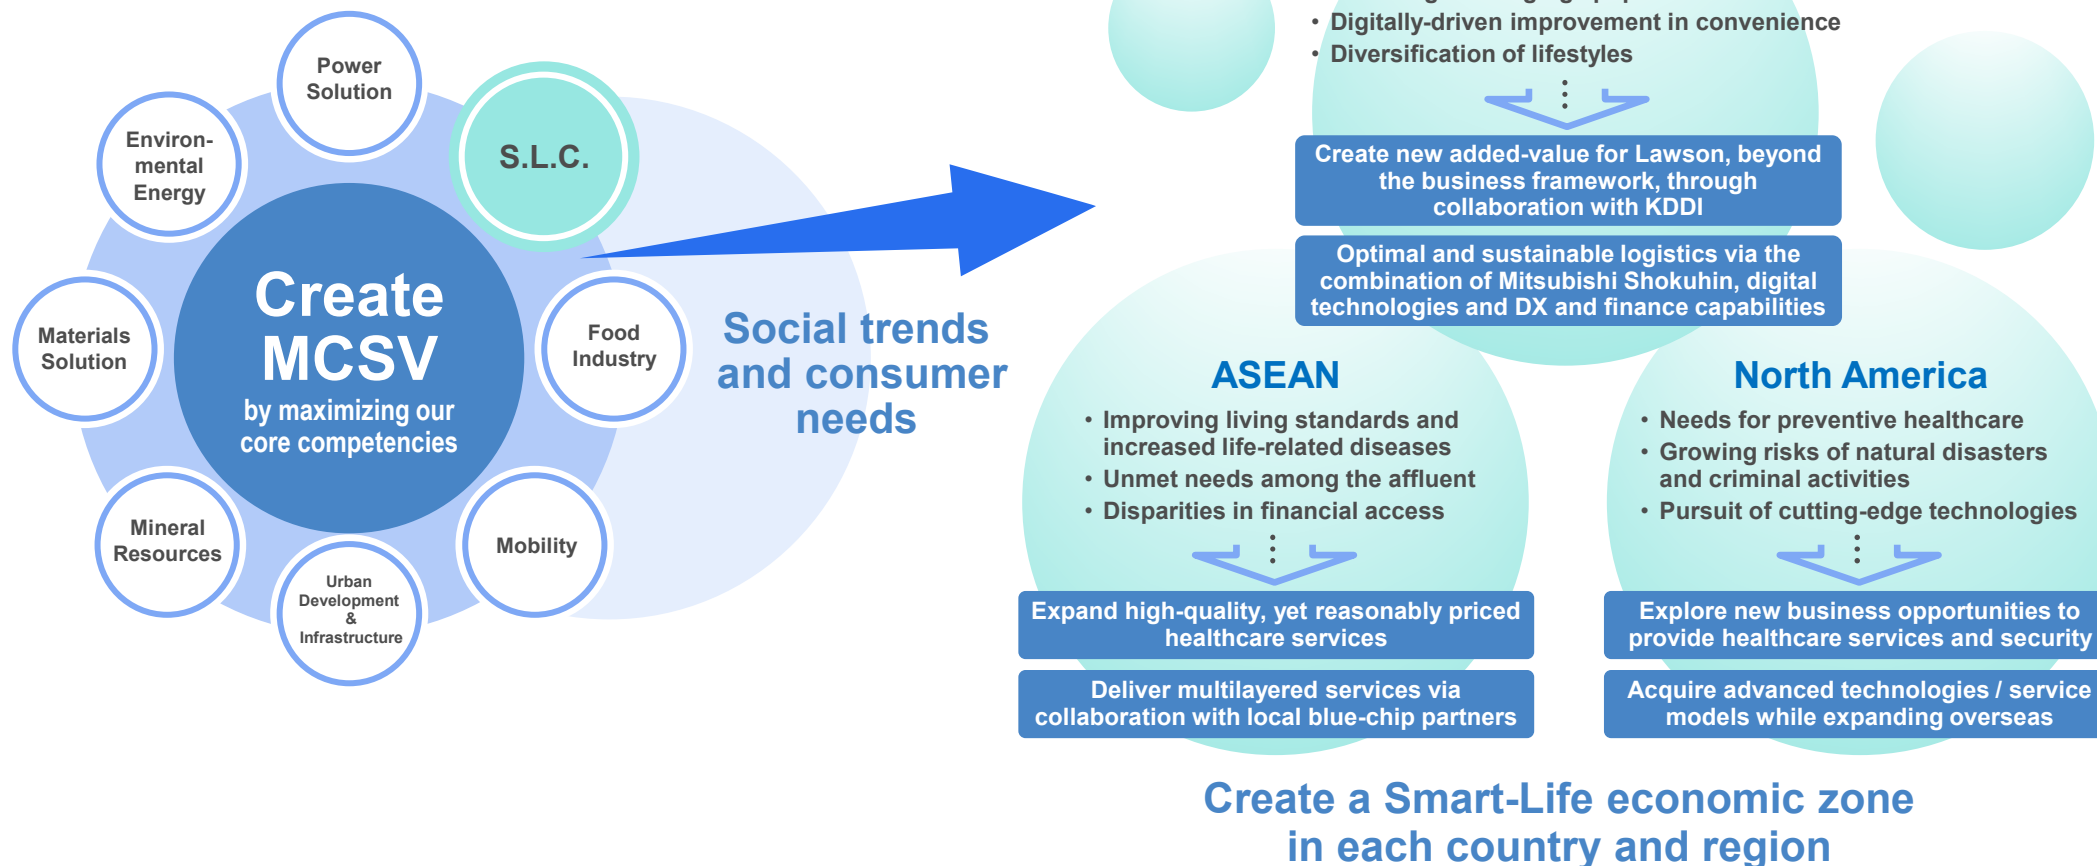 Power
Solution
S.L.C.
Environ-
mental
Energy
Create
MCSV
by maximizing our
core competencies
Materials
Solution
Food
Industry
Mineral
Resources
Mobility
Urban
Development
&
Infrastructure
Social trends
and consumer
needs
• Digitally-driven improvement in convenience
• Diversification of lifestyles
Create new added-value for Lawson, beyond
the business framework, through
collaboration with KDDI
Optimal and sustainable logistics via the
combination of Mitsubishi Shokuhin, digital
technologies and DX and finance capabilities
ASEAN
• Improving living standards and
increased life-related diseases
• Unmet needs among the affluent
• Disparities in financial access
Expand high-quality, yet reasonably priced
healthcare services
Deliver multilayered services via
collaboration with local blue-chip partners
North America
• Needs for preventive healthcare
• Growing risks of natural disasters
and criminal activities
• Pursuit of cutting-edge technologies
Explore new business opportunities to
provide healthcare services and security
Acquire advanced technologies / service
models while expanding overseas
Create a Smart-Life economic zone
in each country and region